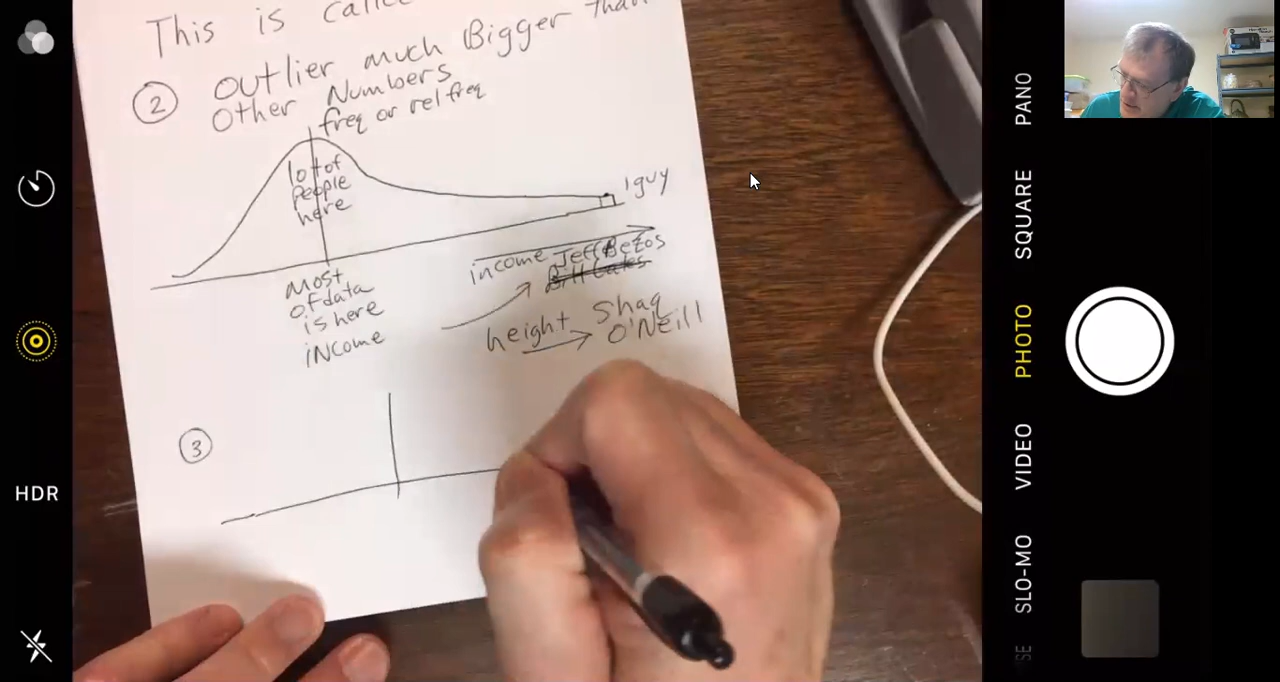 This is calle
② outlier much Bigger than
Other Numbers
freq or rel freq
lot of
people
here
1 guy
most
of data
is here
income
income Jeff Bezos
Bill Gates
height Shaq
O'Neill
③
HDR
PANO
SQUARE
PHOTO
VIDEO
SLO-MO
SE